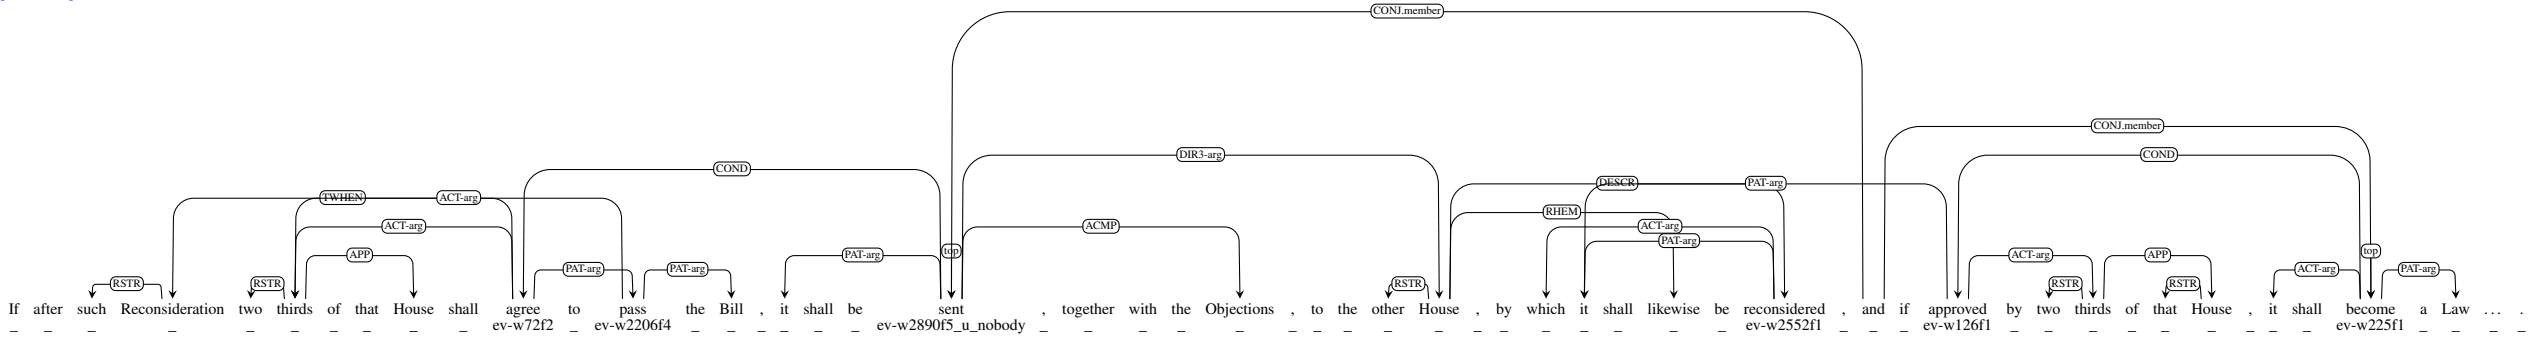 CONJ.member
CONJ.member
DIR3-arg COND
COND
DESCR PAT-arg
TWHEN ACT-arg
RHEM
ACT-arg ACMP ACT-arg
PAT-arg
top top
APP PAT-arg ACT-arg APP
PAT-arg PAT-arg ACT-arg PAT-arg
RSTR RSTR RSTR RSTR RSTR
If after such Reconsideration two thirds of that House shall agree to pass the Bill , it shall be sent , together with the Objections , to the other House , by which it shall likewise be reconsidered , and if approved by two thirds of that House , it shall become a Law ... .
_ _ _ _ _ _ _ _ _ _ ev-w72f2 _ ev-w2206f4 _ _ _ _ _ _ ev-w2890f5_u_nobody _ _ _ _ _ _ _ _ _ _ _ _ _ _ _ _ _ ev-w2552f1 _ _ _ ev-w126f1 _ _ _ _ _ _ _ _ _ ev-w225f1 _ _ _ _